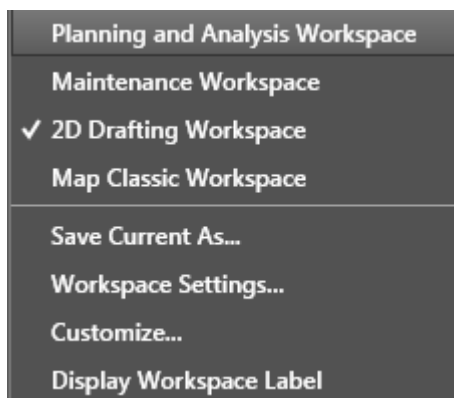 Planning and Analysis Workspace
Maintenance Workspace
2D Drafting Workspace
Map Classic Workspace
Save Current As...
Workspace Settings...
Customize...
Display Workspace Label